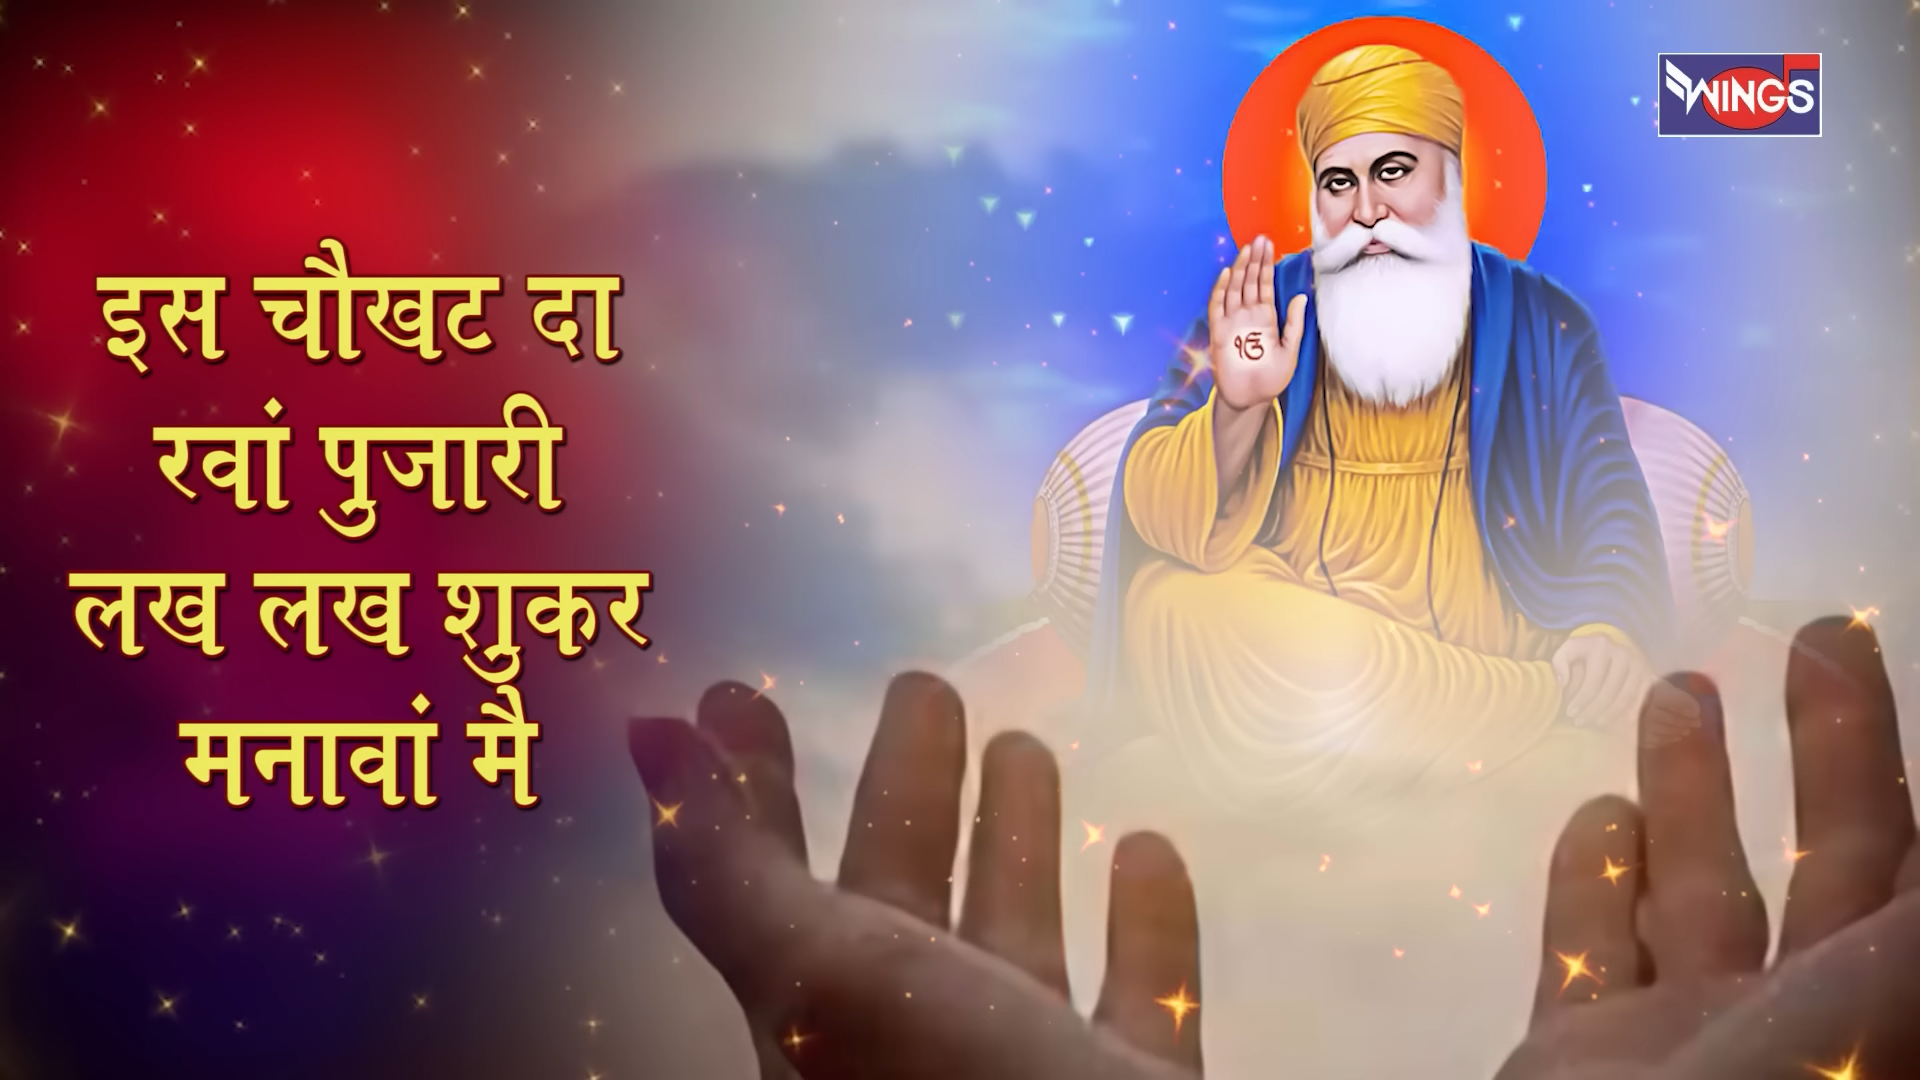 WINGS
इस चौखट दा
रवां पुजारी
लख लख शुकर
मनावां मै
ੴ